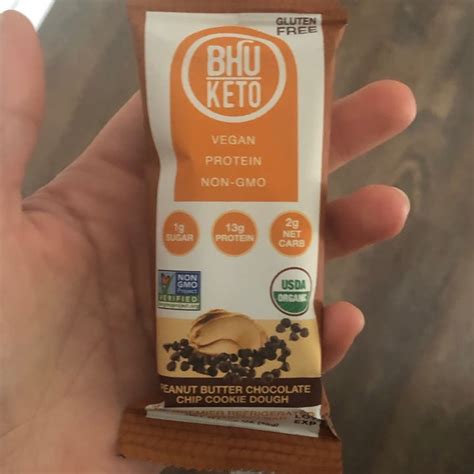 GLUTEN
FREE
BHU
KETO
VEGAN
PROTEIN
NON-GMO
1g
SUGAR
13g
PROTEIN
2g
NET
CARB
NON
GMO
Project
VERIFIED
USDA
ORGANIC
PEANUT BUTTER CHOCOLATE
CHIP COOKIE DOUGH